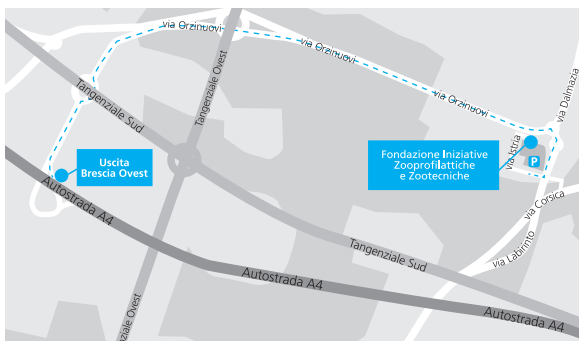 via Orzinuovi
via Orzinuovi
via Orzinuovi
via Dalmazia
Tangenziale Ovest
Tangenziale Sud
Uscita
Brescia Ovest
Fondazione Iniziative
Zooprofilattiche
e Zootecniche
via Istria
P
Autostrada A4
via Corsica
via Labirinto
Tangenziale Sud
Autostrada A4
Autostrada A4
nziale Ovest